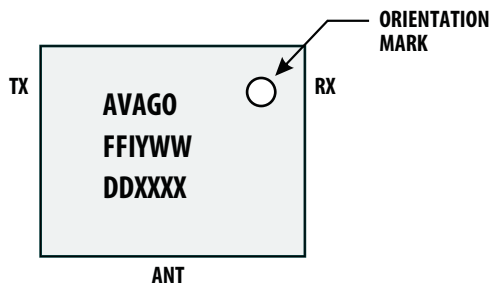 ORIENTATION
MARK
TX
RX
AVAGO
FFIYWW
DDXXXX
ANT